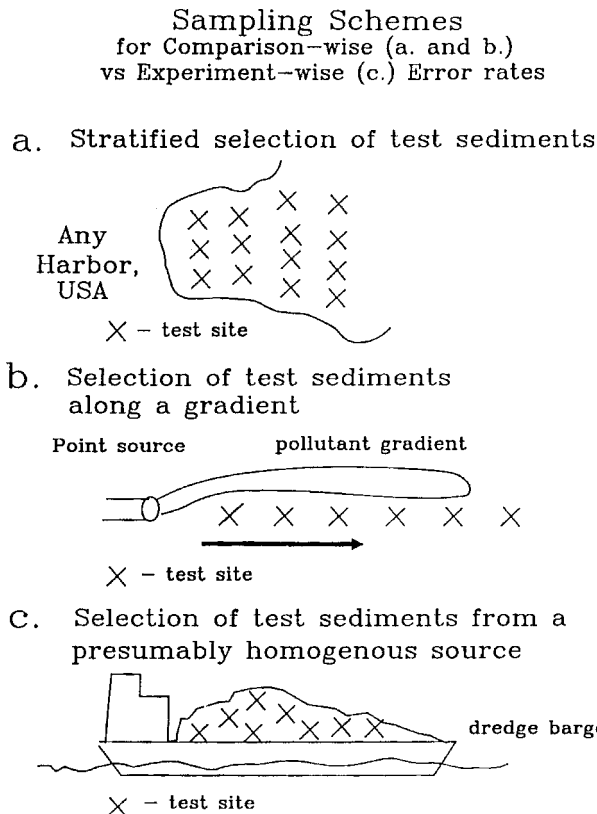 Sampling Schemes
for Comparison-wise (a. and b.)
vs Experiment-wise (c.) Error rates
a. Stratified selection of test sediments
Any
Harbor,
USA
X - test site
b. Selection of test sediments
along a gradient
Point source
pollutant gradient
X - test site
c. Selection of test sediments from a
presumably homogenous source
dredge barge
X - test site